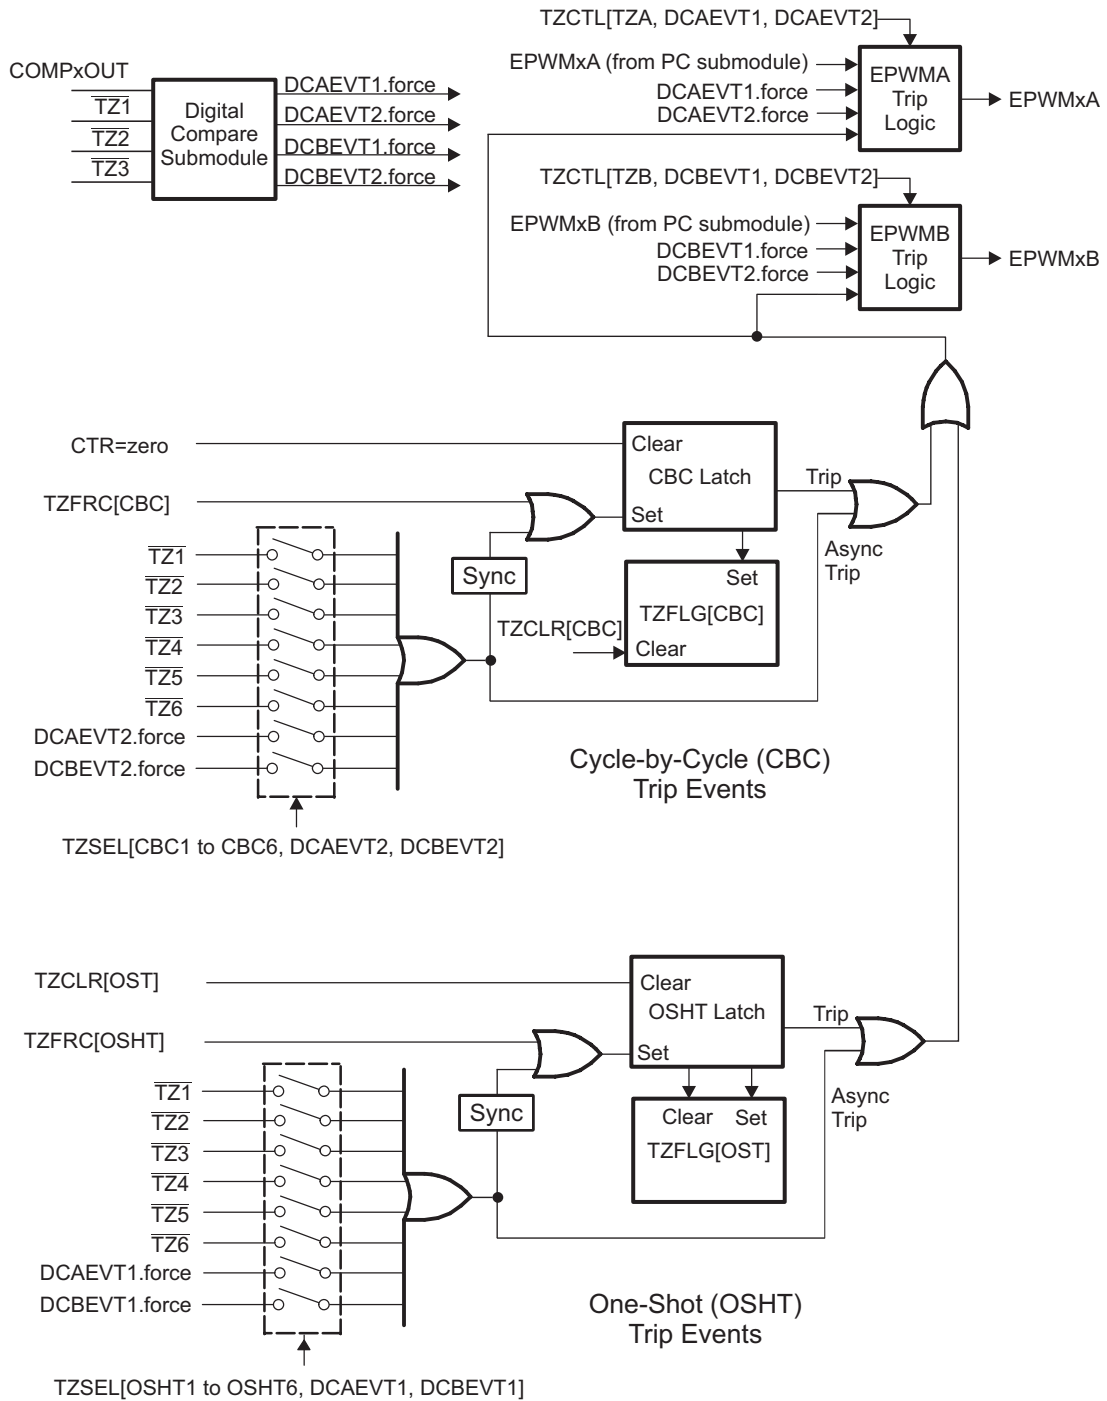 TZCTL[TZA, DCAEVT1, DCAEVT2]
EPWMxA (from PC submodule)
DCAEVT1.force
DCAEVT2.force
EPWMA
Trip
Logic
EPWMxA
COMPxOUT
TZ1
TZ2
TZ3
Digital
Compare
Submodule
DCAEVT1.force
DCAEVT2.force
DCBEVT1.force
DCBEVT2.force
TZCTL[TZB, DCBEVT1, DCBEVT2]
EPWMxB (from PC submodule)
DCBEVT1.force
DCBEVT2.force
EPWMB
Trip
Logic
EPWMxB
CTR=zero
TZFRC[CBC]
Clear
CBC Latch
Set
Trip
Async
Trip
Sync
Set
TZFLG[CBC]
Clear
TZCLR[CBC]
TZ1
TZ2
TZ3
TZ4
TZ5
TZ6
DCAEVT2.force
DCBEVT2.force
Cycle-by-Cycle (CBC)
Trip Events
TZSEL[CBC1 to CBC6, DCAEVT2, DCBEVT2]
TZCLR[OST]
TZFRC[OSHT]
Clear
OSHT Latch
Set
Trip
Async
Trip
Sync
Clear Set
TZFLG[OST]
TZ1
TZ2
TZ3
TZ4
TZ5
TZ6
DCAEVT1.force
DCBEVT1.force
One-Shot (OSHT)
Trip Events
TZSEL[OSHT1 to OSHT6, DCAEVT1, DCBEVT1]